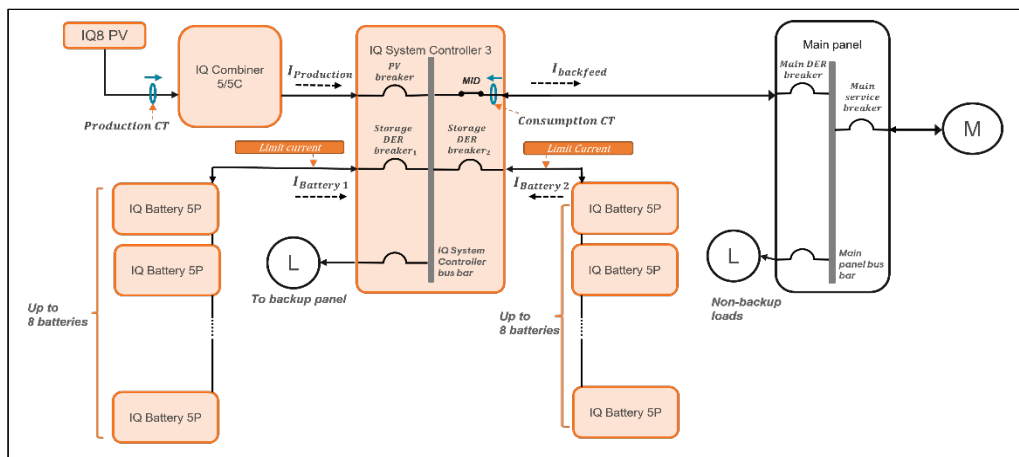 IQ8 PV
IQ Combiner
5/5C
Production CT
I Production
IQ System Controller 3
PV
breaker
MID
I backfeed
Consumption CT
Main panel
Main DER
breaker
Main
service
breaker
M
Limit current
Storage
DER
breaker1
Storage
DER
breaker2
Limit Current
I Battery 1
I Battery 2
IQ Battery 5P
IQ Battery 5P
IQ Battery 5P
Up to
8 batteries
L
To backup panel
IQ System
Controller
bus bar
IQ Battery 5P
IQ Battery 5P
IQ Battery 5P
Up to
8 batteries
L
Non-backup
loads
Main
panel bus
bar